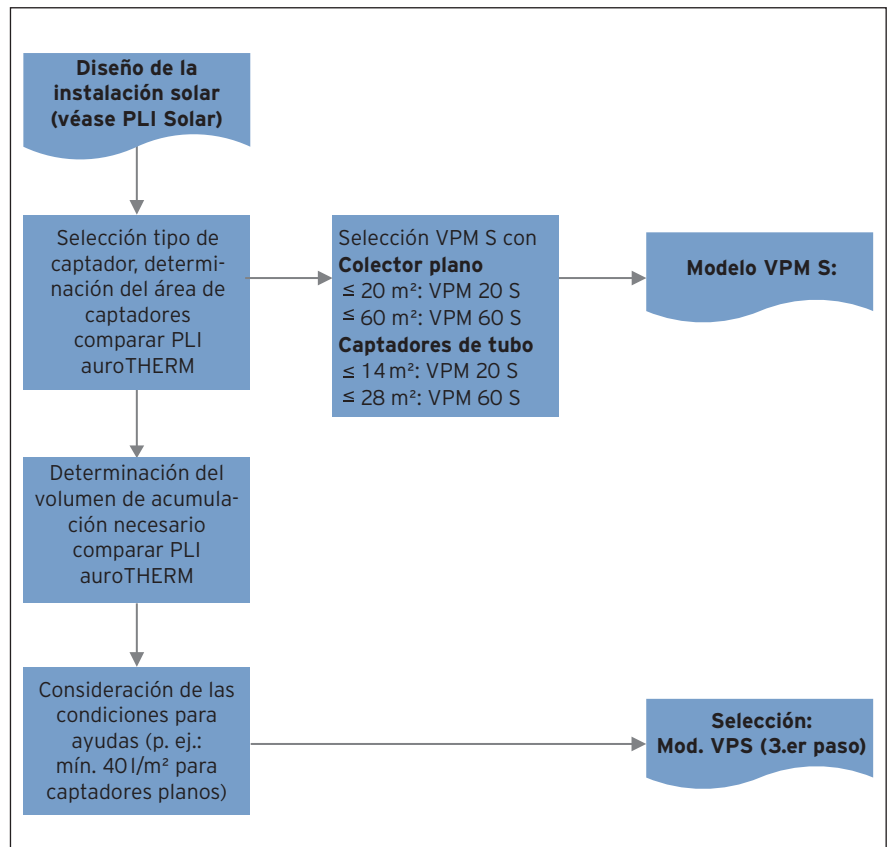 Diseño de la
instalación solar
(véase PLI Solar)
Selección tipo de
captador, determi-
nación del área de
captadores
comparar PLI
auroTHERM
Selección VPM S con
Colector plano
≤ 20 m²: VPM 20 S
≤ 60 m²: VPM 60 S
Captadores de tubo
≤ 14 m²: VPM 20 S
≤ 28 m²: VPM 60 S
Modelo VPM S:
Determinación del
volumen de acumula-
ción necesario
comparar PLI
auroTHERM
Consideración de las
condiciones para
ayudas (p. ej.:
mín. 40 l/m² para
captadores planos)
Selección:
Mod. VPS (3.er paso)